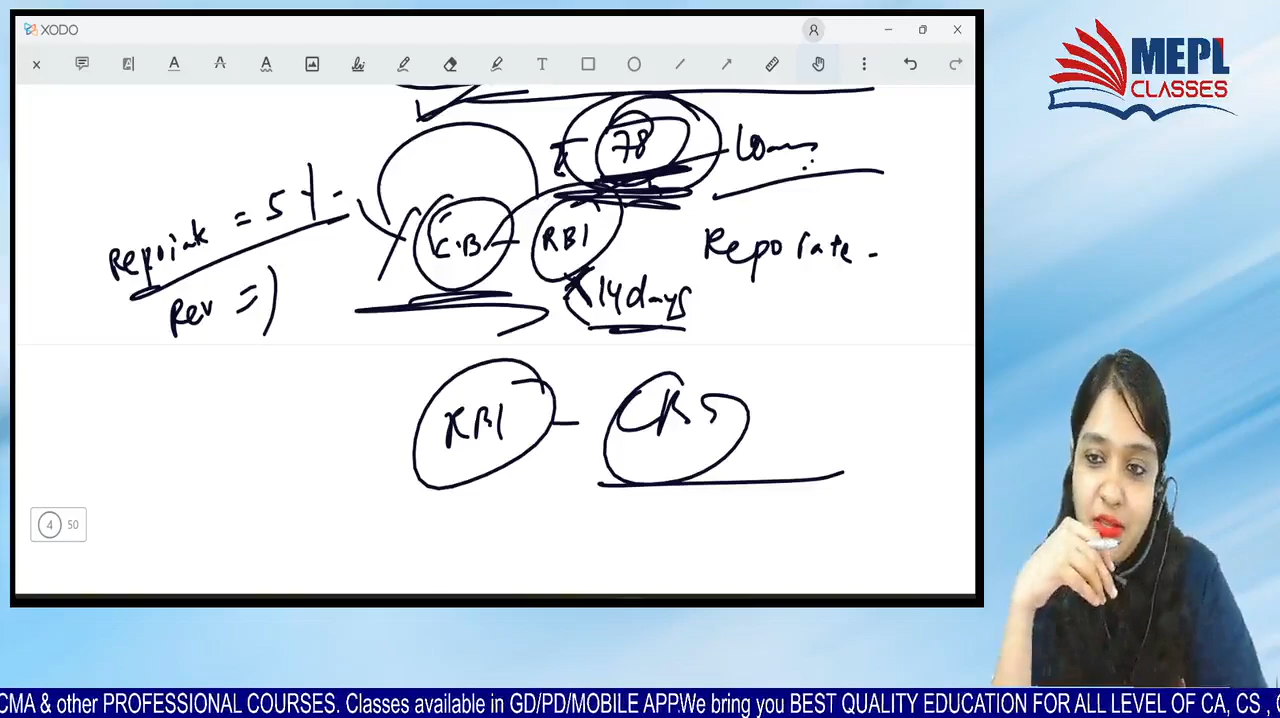 XODO
MEPL
CLASSES
78
Loans
Repo rate = 5 %
C.B
RBI
Repo rate -
Rev =)
14 days
RBI
CBS
4 50
CMA & other PROFESSIONAL COURSES. Classes available in GD/PD/MOBILE APP.We bring you BEST QUALITY EDUCATION FOR ALL LEVEL OF CA, CS ,